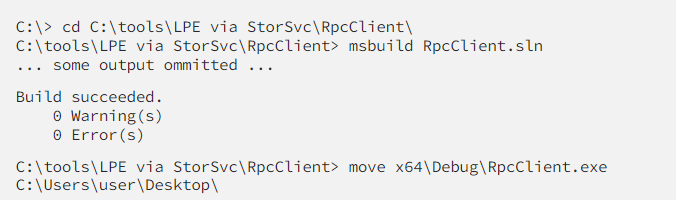 C:\> cd C:\tools\LPE via StorSvc\RpcClient\
C:\tools\LPE via StorSvc\RpcClient> msbuild RpcClient.sln
... some output ommitted ...
Build succeeded.
    0 Warning(s)
    0 Error(s)
C:\tools\LPE via StorSvc\RpcClient> move x64\Debug\RpcClient.exe
C:\Users\user\Desktop\